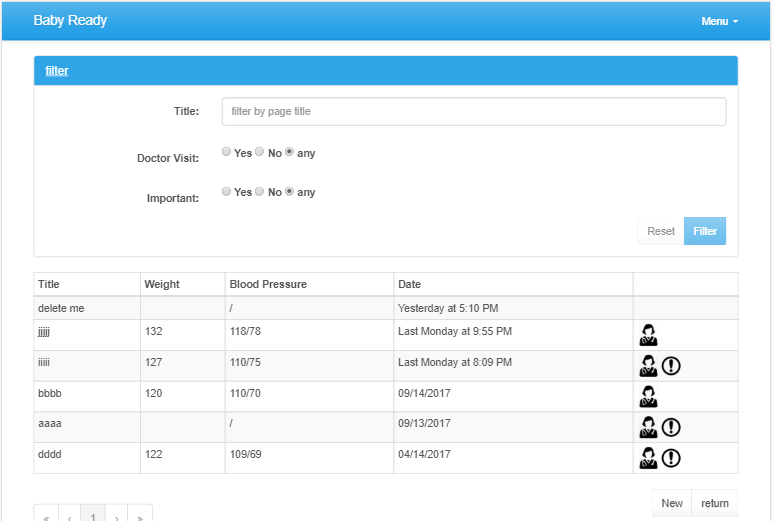 Baby Ready Menu
filter
Title: filter by page title
Doctor Visit: Yes No any
Important: Yes No any
Reset Filter
Title Weight Blood Pressure Date
delete me / Yesterday at 5:10 PM
jjjjj 132 118/78 Last Monday at 9:55 PM
iiiii 127 110/75 Last Monday at 8:09 PM
bbbb 120 110/70 09/14/2017
aaaa / 09/13/2017
dddd 122 109/69 04/14/2017
New return
« ‹ 1 › »